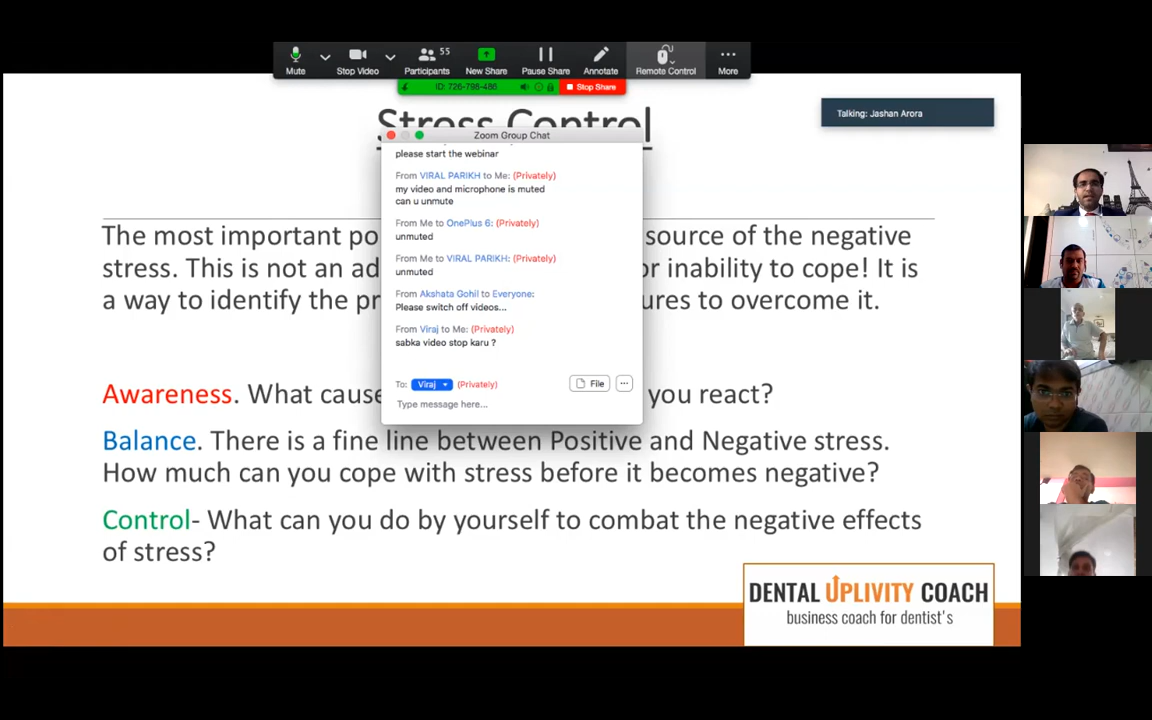 55
Mute
Stop Video
Participants
New Share
Pause Share
Annotate
Remote Control
More
ID: 726-798-486
Stop Share
Stress Control
Talking: Jashan Arora
Zoom Group Chat
please start the webinar
From VIRAL PARIKH to Me: (Privately)
my video and microphone is muted
can u unmute
From Me to OnePlus 6: (Privately)
unmuted
From Me to VIRAL PARIKH: (Privately)
unmuted
From Akshata Gohil to Everyone:
Please switch off videos...
From Viraj to Me: (Privately)
sabka video stop karu ?
To: Viraj (Privately)
File
Type message here...
The most important po source of the negative
stress. This is not an ad or inability to cope! It is
a way to identify the pr ures to overcome it.
Awareness. What cause you react?
Balance. There is a fine line between Positive and Negative stress.
How much can you cope with stress before it becomes negative?
Control- What can you do by yourself to combat the negative effects
of stress?
DENTAL UPLIVITY COACH
business coach for dentist's